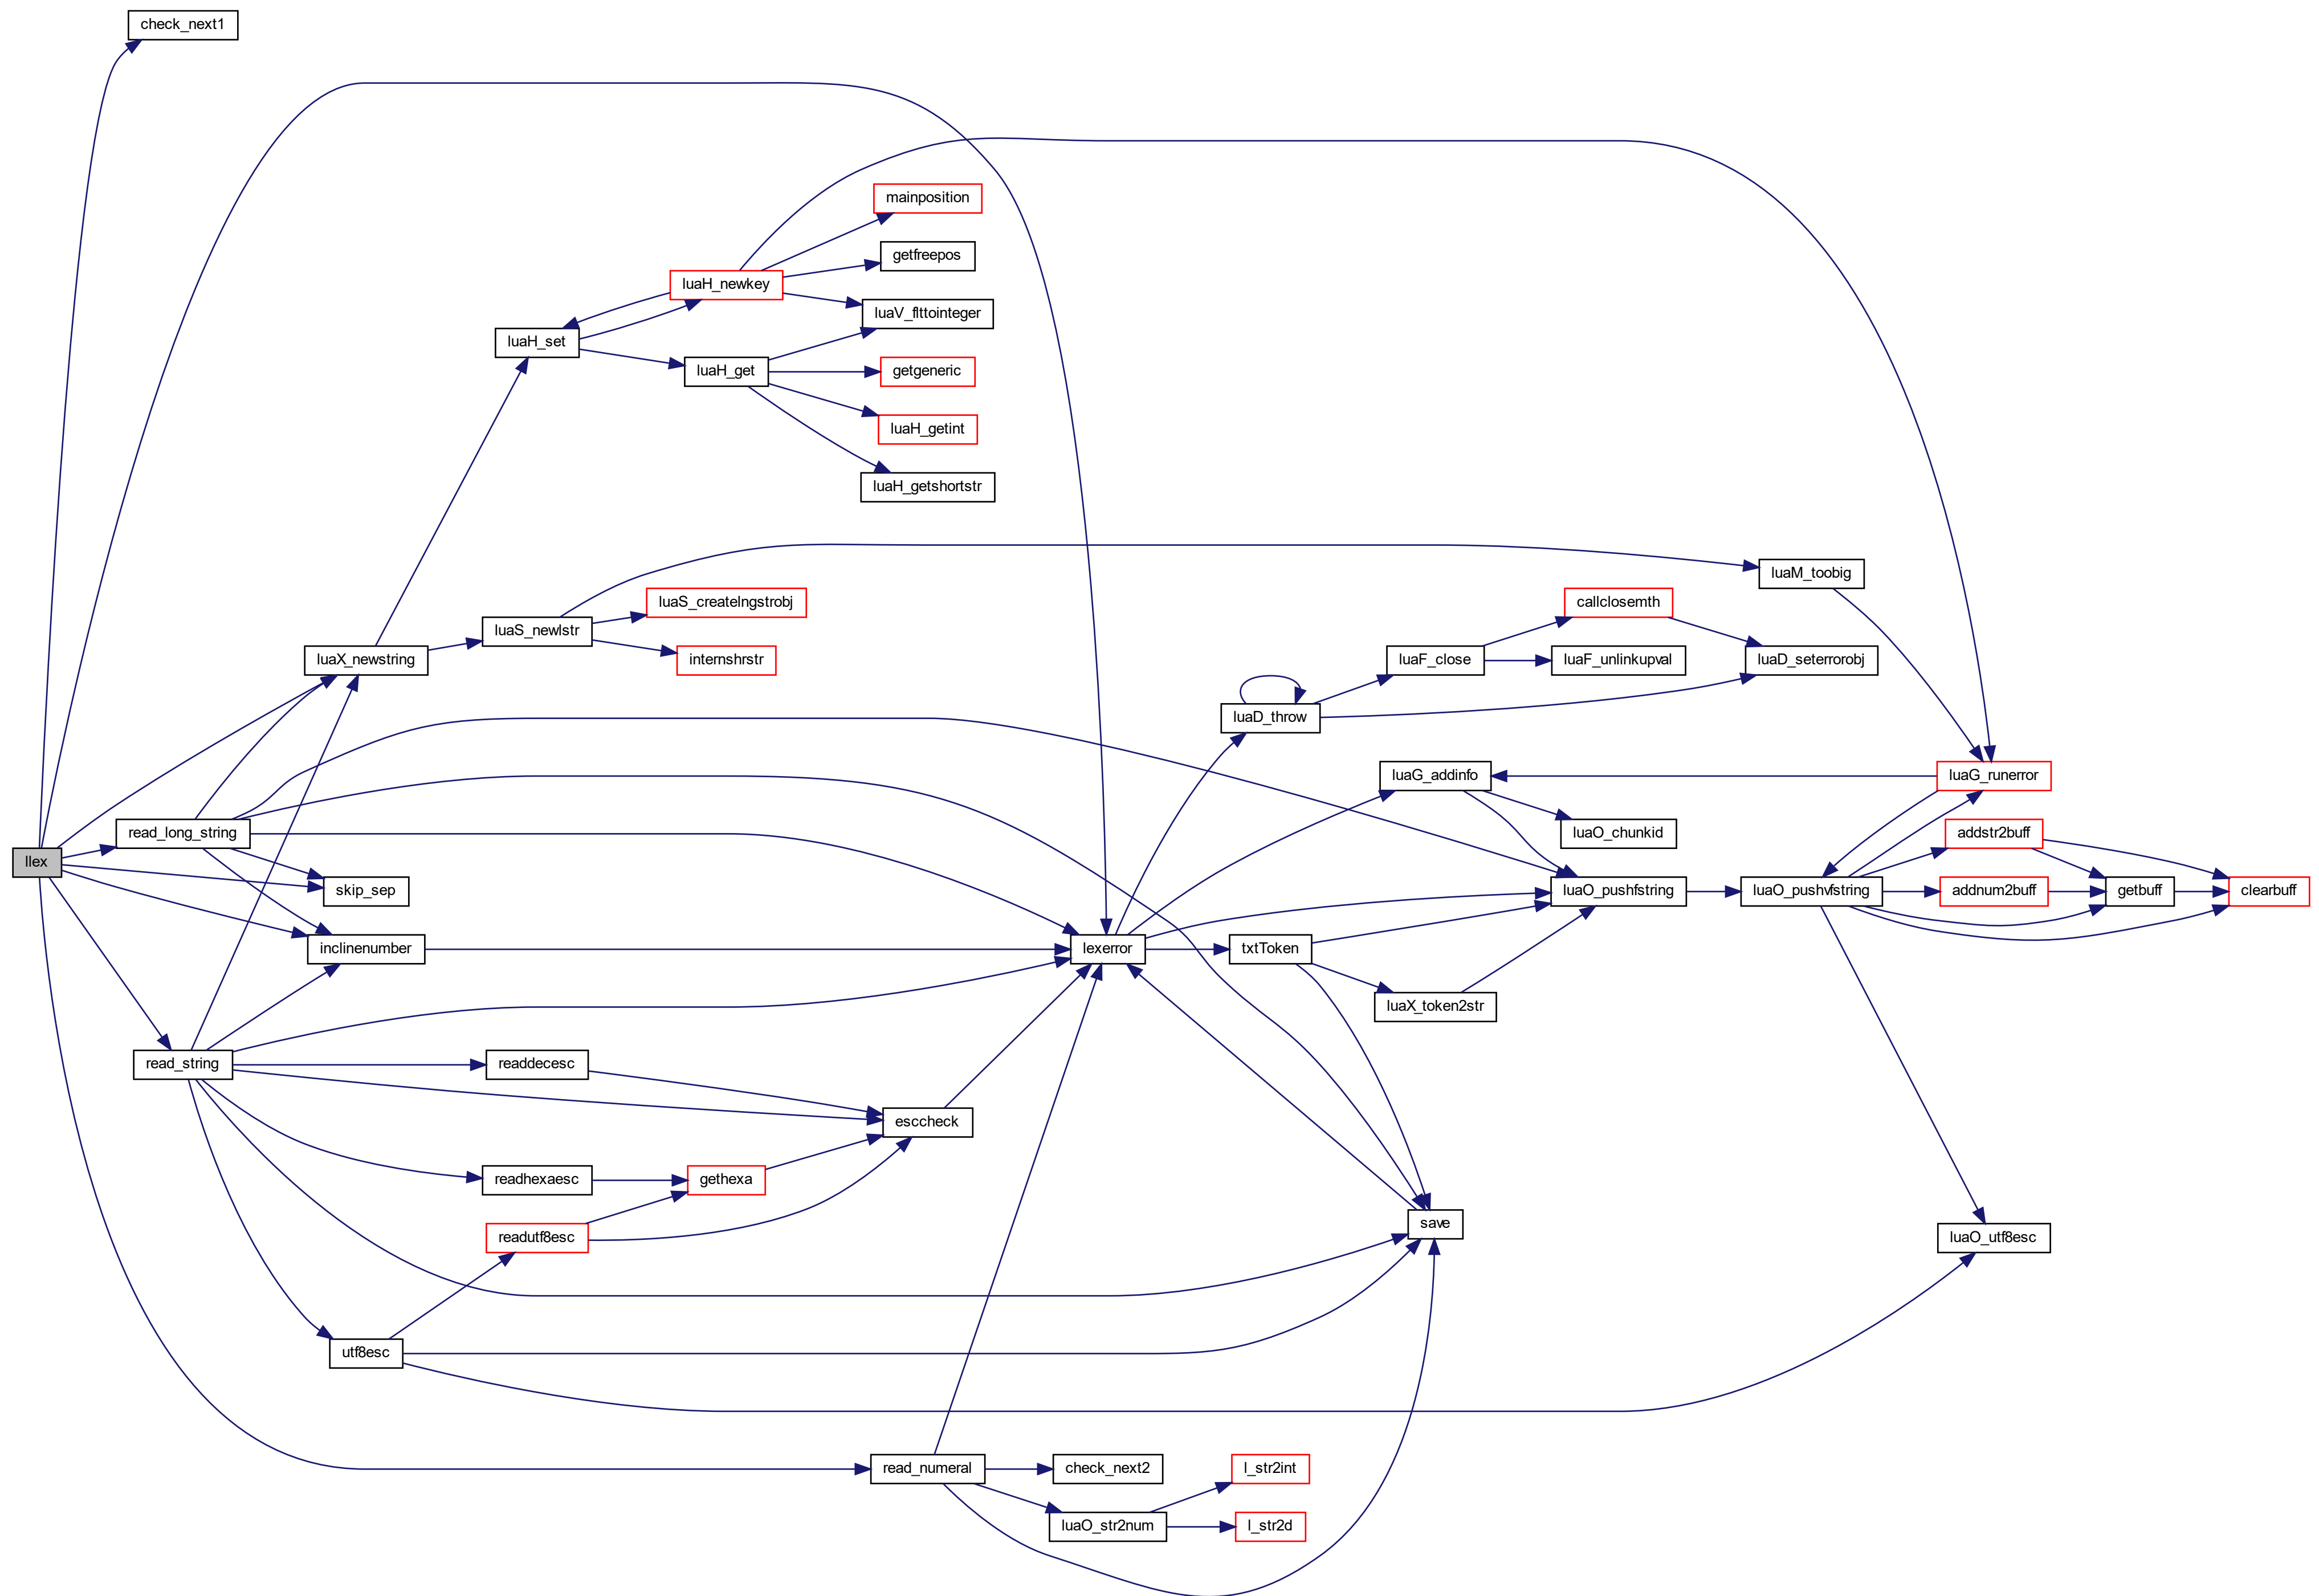 check_next1
mainposition
getfreepos
luaH_newkey
luaV_flttointeger
luaH_set
luaH_get
getgeneric
luaH_getint
luaH_getshortstr
luaM_toobig
luaS_createlngstrobj
callclosemth
luaS_newlstr
luaX_newstring
internshrstr
luaF_close
luaF_unlinkupval
luaD_seterrorobj
luaD_throw
luaG_addinfo
luaG_runerror
read_long_string
luaO_chunkid
addstr2buff
llex
skip_sep
luaO_pushfstring
luaO_pushvfstring
addnum2buff
getbuff
clearbuff
inclinenumber
lexerror
txtToken
luaX_token2str
read_string
readdecesc
esccheck
readhexaesc
gethexa
save
readutf8esc
luaO_utf8esc
utf8esc
read_numeral
check_next2
l_str2int
luaO_str2num
l_str2d